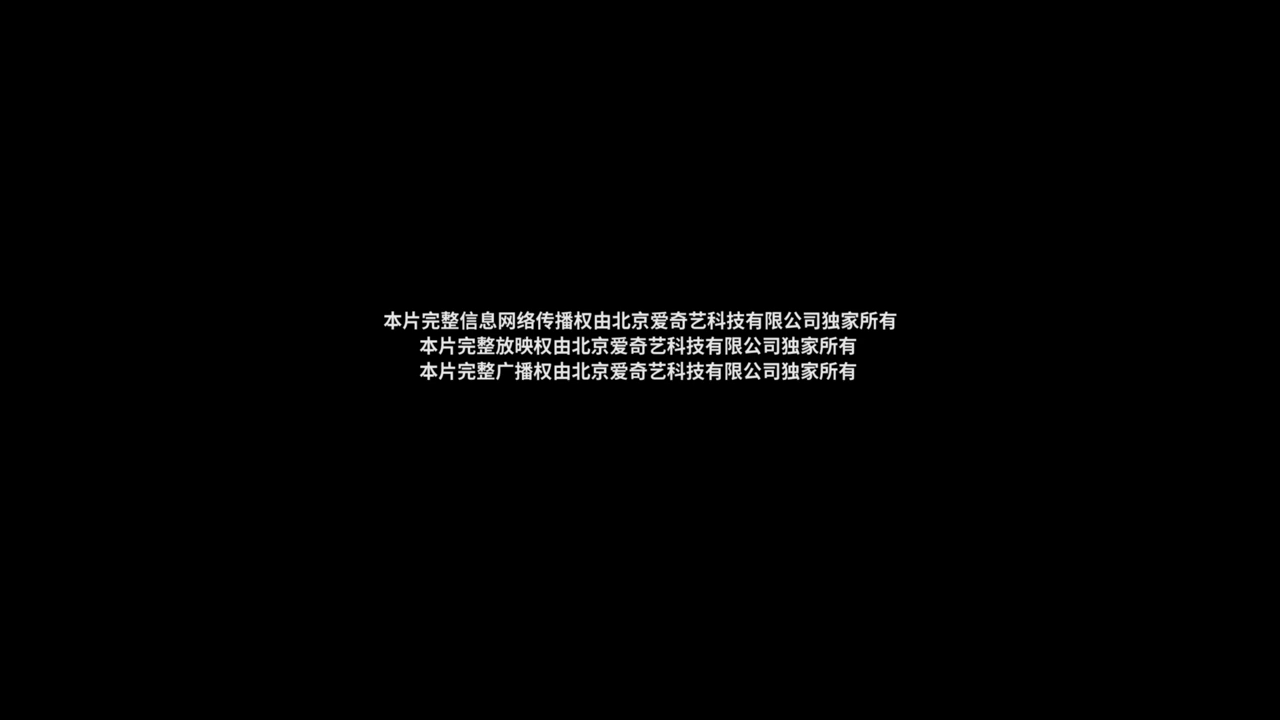 本片完整信息网络传播权由北京爱奇艺科技有限公司独家所有
本片完整放映权由北京爱奇艺科技有限公司独家所有
本片完整广播权由北京爱奇艺科技有限公司独家所有